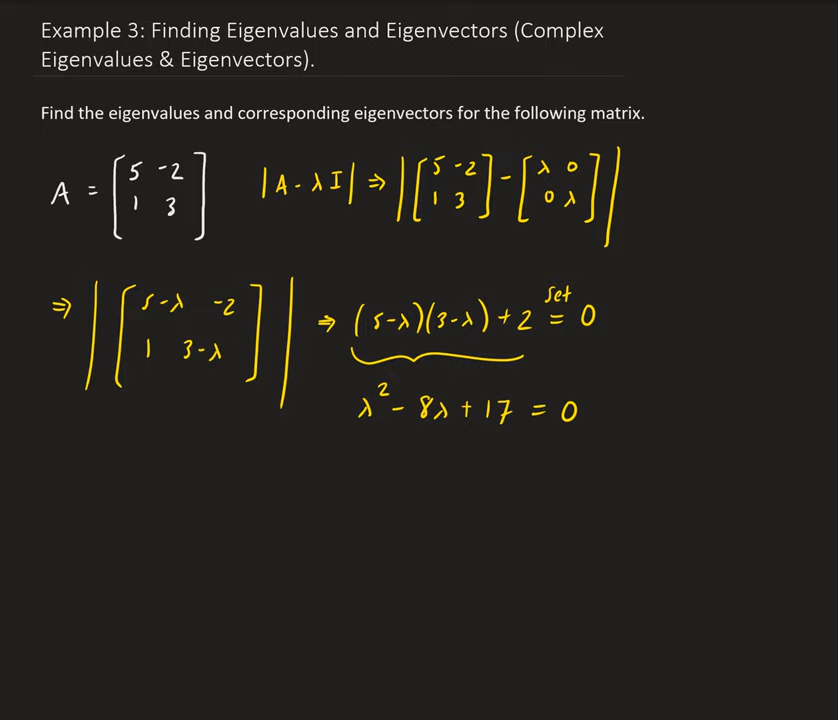 Example 3: Finding Eigenvalues and Eigenvectors (Complex
Eigenvalues & Eigenvectors).
Find the eigenvalues and corresponding eigenvectors for the following matrix.
A = [5 -2; 1 3] |A - λI| ⇒ |[5 -2; 1 3] - [λ 0; 0 λ]|
⇒ |[5-λ -2; 1 3-λ]| ⇒ (5-λ)(3-λ) + 2 set = 0
λ² - 8λ + 17 = 0